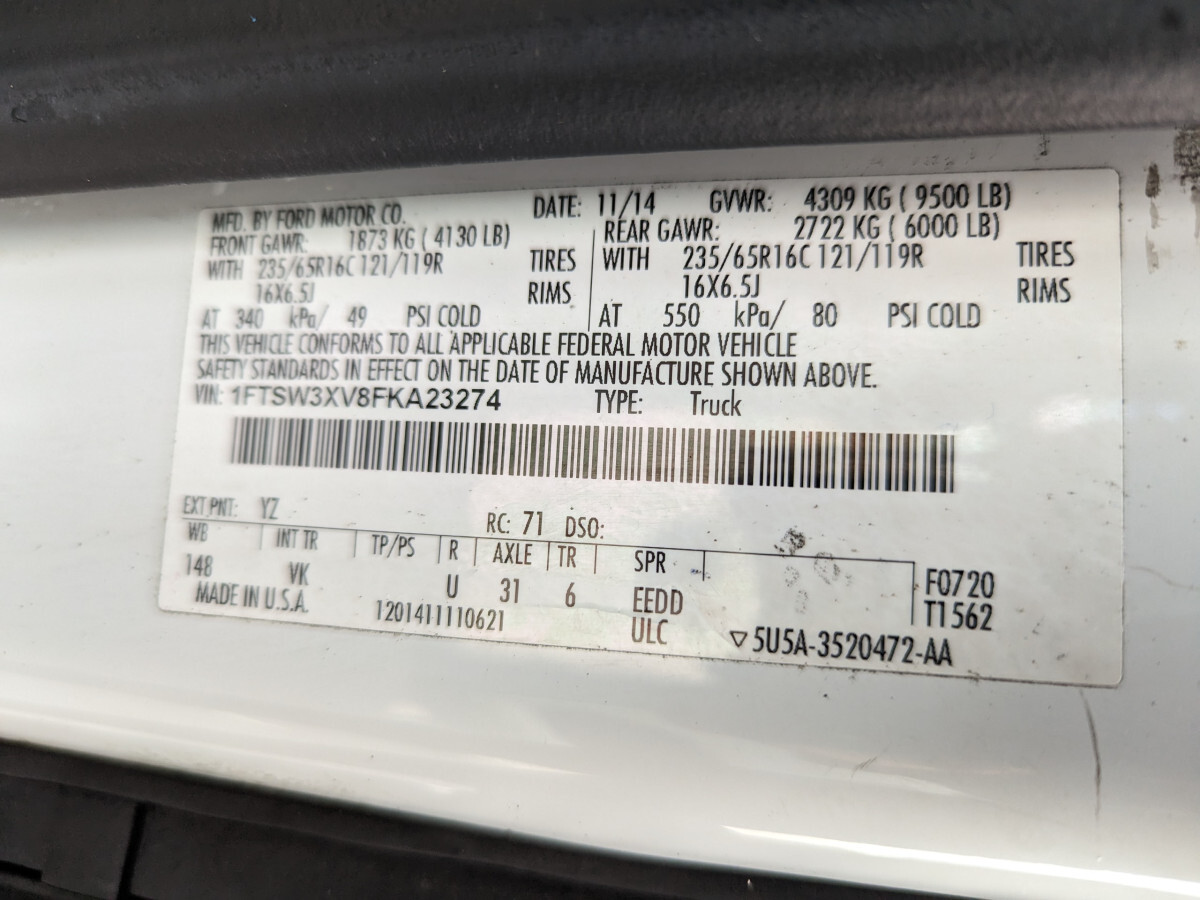 MFD. BY FORD MOTOR CO. DATE: 11/14 GVWR: 4309 KG ( 9500 LB)
FRONT GAWR: 1873 KG ( 4130 LB) REAR GAWR: 2722 KG ( 6000 LB)
WITH 235/65R16C 121/119R TIRES WITH 235/65R16C 121/119R TIRES
16X6.5J RIMS 16X6.5J RIMS
AT 340 kPa/ 49 PSI COLD AT 550 kPa/ 80 PSI COLD
THIS VEHICLE CONFORMS TO ALL APPLICABLE FEDERAL MOTOR VEHICLE
SAFETY STANDARDS IN EFFECT ON THE DATE OF MANUFACTURE SHOWN ABOVE.
VIN: 1FTSW3XV8FKA23274 TYPE: Truck
EXT PNT: YZ RC: 71 DSO:
WB INT TR TP/PS R AXLE TR SPR
148 VK U 31 6 EEDD F0720
MADE IN U.S.A. 1201411110621 ULC T1562
▽5U5A-3520472-AA